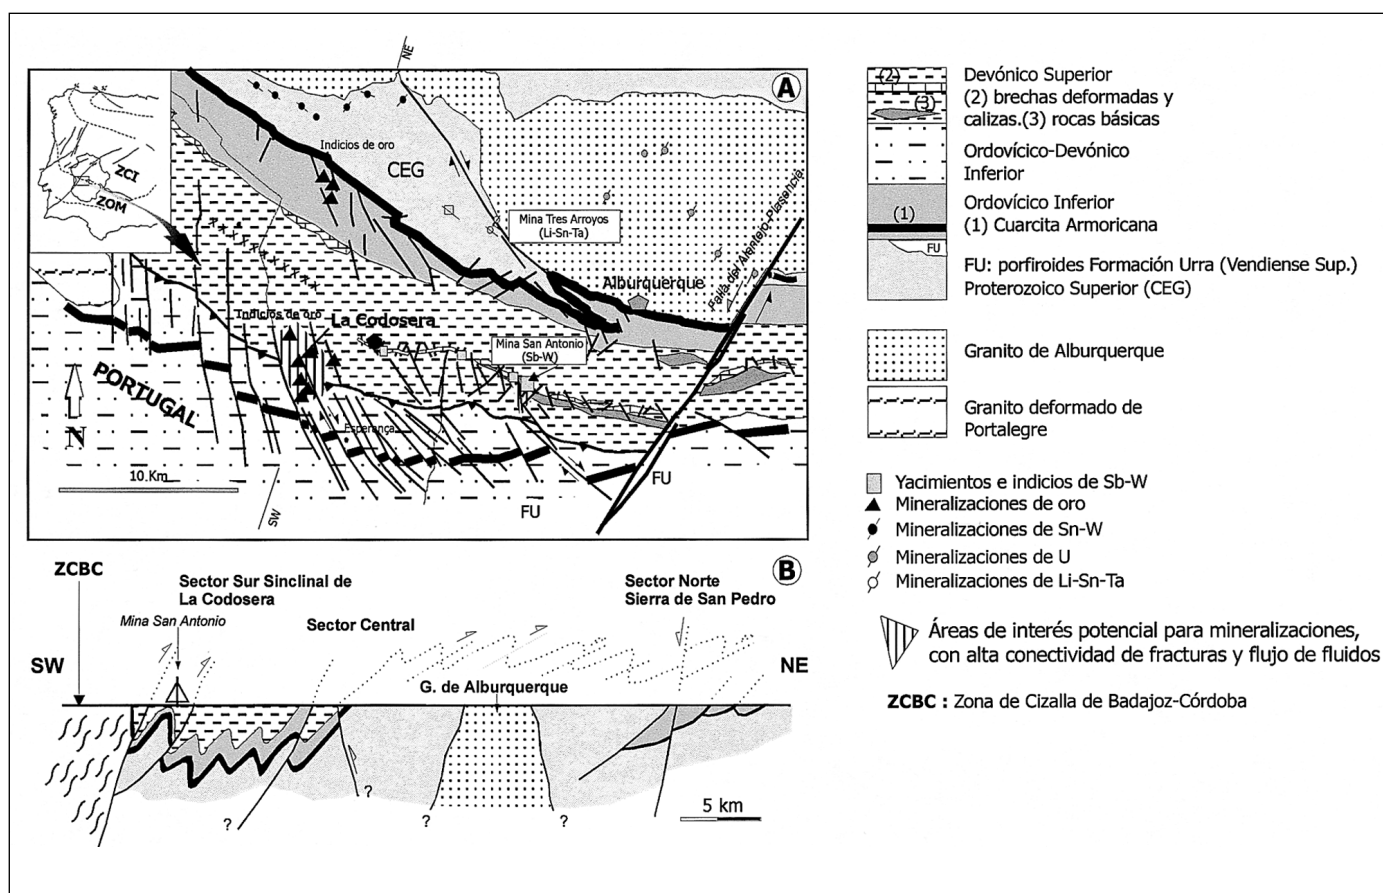 NE
A
ZCI
ZOM
Indicios de oro
CEG
Mina Tres Arroyos
(Li-Sn-Ta)
Falla del Alentejo-Plasencia
Alburquerque
Indicios de oro
La Codosera
Mina San Antonio
(Sb-W)
PORTUGAL
N
Esperança
10 Km
SW
FU
FU
Devónico Superior
(2) brechas deformadas y
calizas.(3) rocas básicas
(2)
(3)
Ordovícico-Devónico
Inferior
Ordovícico Inferior
(1) Cuarcita Armoricana
(1)
FU
FU: porfiroides Formación Urra (Vendiense Sup.)
Proterozoico Superior (CEG)
Granito de Alburquerque
Granito deformado de
Portalegre
Yacimientos e indicios de Sb-W
Mineralizaciones de oro
Mineralizaciones de Sn-W
Mineralizaciones de U
Mineralizaciones de Li-Sn-Ta
Áreas de interés potencial para mineralizaciones,
con alta conectividad de fracturas y flujo de fluidos
ZCBC : Zona de Cizalla de Badajoz-Córdoba
B
ZCBC
Sector Sur Sinclinal de
La Codosera
Mina San Antonio
Sector Central
Sector Norte
Sierra de San Pedro
SW
NE
G. de Alburquerque
?
?
?
?
?
5 km